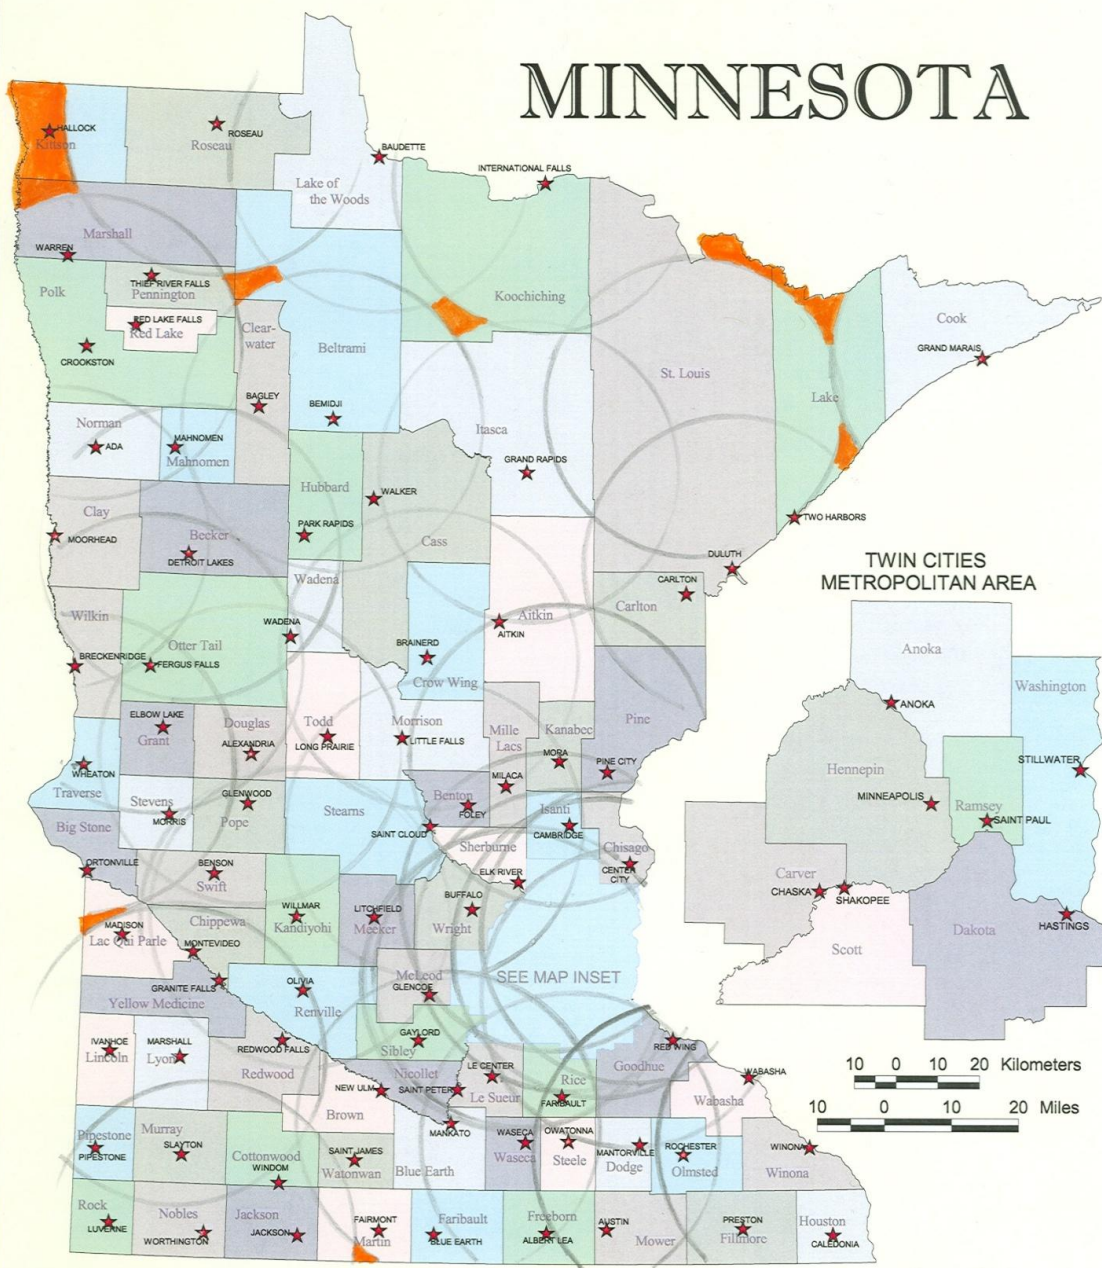 MINNESOTA
HALLOCK
Kittson
ROSEAU
Roseau
BAUDETTE
INTERNATIONAL FALLS
Lake of
the Woods
Marshall
WARREN
Polk
THIEF RIVER FALLS
Pennington
RED LAKE FALLS
Red Lake
CROOKSTON
Clear-
water
Beltrami
Koochiching
St. Louis
Cook
GRAND MARAIS
Lake
BAGLEY
BEMIDJI
Itasca
GRAND RAPIDS
Norman
ADA
MAHNOMEN
Mahnomen
Hubbard
WALKER
PARK RAPIDS
Cass
TWO HARBORS
Clay
MOORHEAD
Becker
DETROIT LAKES
DULUTH
CARLTON
Carlton
Wadena
WADENA
Wilkin
BRECKENRIDGE
Otter Tail
FERGUS FALLS
BRAINERD
Crow Wing
Aitkin
AITKIN
Pine
ELBOW LAKE
Grant
Douglas
ALEXANDRIA
Todd
LONG PRAIRIE
Morrison
LITTLE FALLS
Mille
Lacs
Kanabec
MORA
PINE CITY
WHEATON
Traverse
Stevens
MORRIS
GLENWOOD
Pope
Stearns
SAINT CLOUD
Benton
FOLEY
MILACA
Isanti
CAMBRIDGE
Big Stone
ORTONVILLE
BENSON
Swift
Sherburne
ELK RIVER
Chisago
CENTER
CITY
MADISON
Lac Qui Parle
Chippewa
MONTEVIDEO
WILLMAR
Kandiyohi
LITCHFIELD
Meeker
BUFFALO
Wright
SEE MAP INSET
GRANITE FALLS
Yellow Medicine
OLIVIA
Renville
McLeod
GLENCOE
GAYLORD
Sibley
IVANHOE
Lincoln
MARSHALL
Lyon
REDWOOD FALLS
Redwood
NEW ULM
Brown
Nicollet
SAINT PETER
LE CENTER
Le Sueur
Rice
FARIBAULT
Goodhue
RED WING
WABASHA
Wabasha
Pipestone
PIPESTONE
Murray
SLAYTON
Cottonwood
WINDOM
SAINT JAMES
Watonwan
MANKATO
Blue Earth
WASECA
Waseca
OWATONNA
Steele
MANTORVILLE
Dodge
ROCHESTER
Olmsted
WINONA
Winona
Rock
LUVERNE
Nobles
WORTHINGTON
Jackson
JACKSON
FAIRMONT
Martin
Faribault
BLUE EARTH
Freeborn
ALBERT LEA
AUSTIN
Mower
PRESTON
Fillmore
Houston
CALEDONIA
TWIN CITIES
METROPOLITAN AREA
Anoka
ANOKA
Washington
STILLWATER
Hennepin
MINNEAPOLIS
Ramsey
SAINT PAUL
Carver
CHASKA
SHAKOPEE
Scott
Dakota
HASTINGS
10 0 10 20 Kilometers
10 0 10 20 Miles